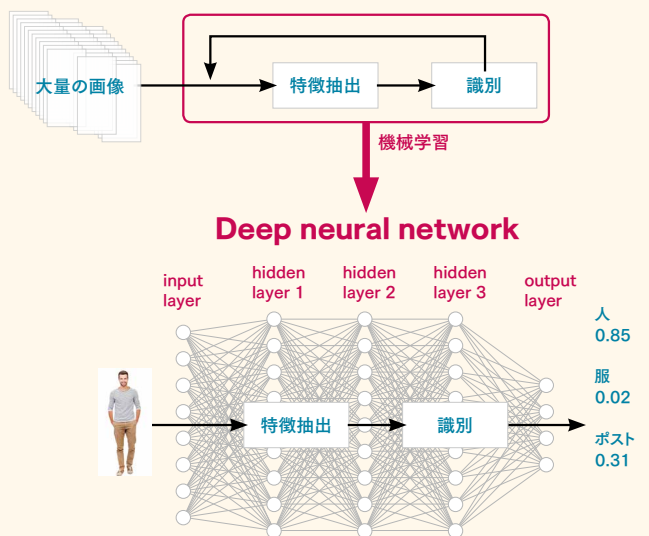 大量の画像
特徴抽出
識別
機械学習
Deep neural network
input
layer
hidden
layer 1
hidden
layer 2
hidden
layer 3
output
layer
人
0.85
服
0.02
ポスト
0.31
特徴抽出
識別